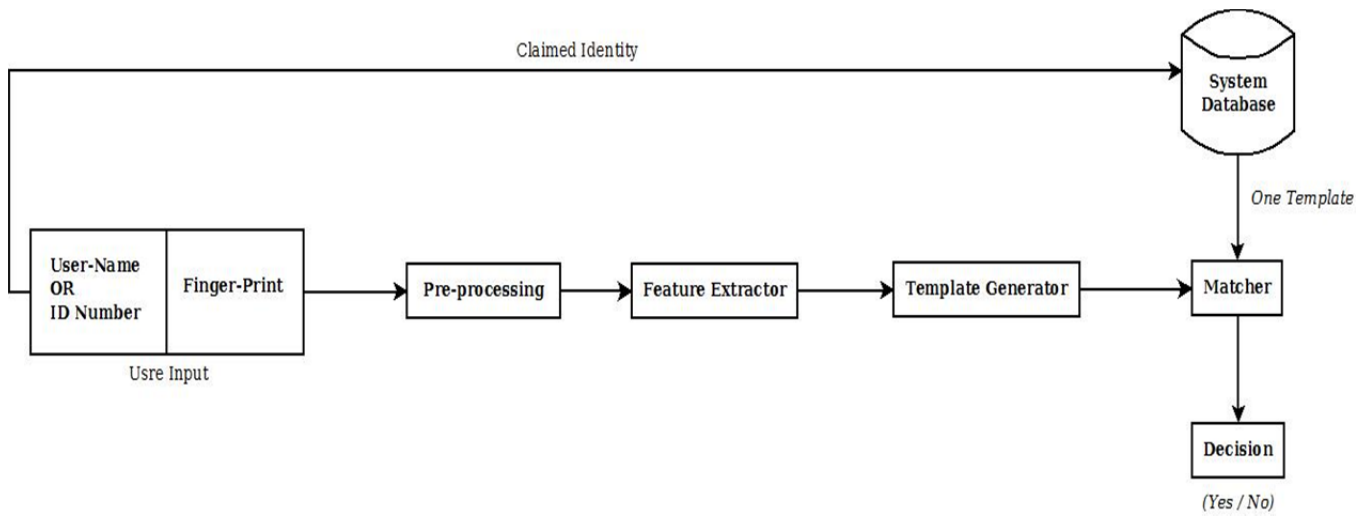 Claimed Identity
System
Database
One Template
User-Name
OR
ID Number
Finger-Print
Pre-processing
Feature Extractor
Template Generator
Matcher
Usre Input
Decision
(Yes / No)